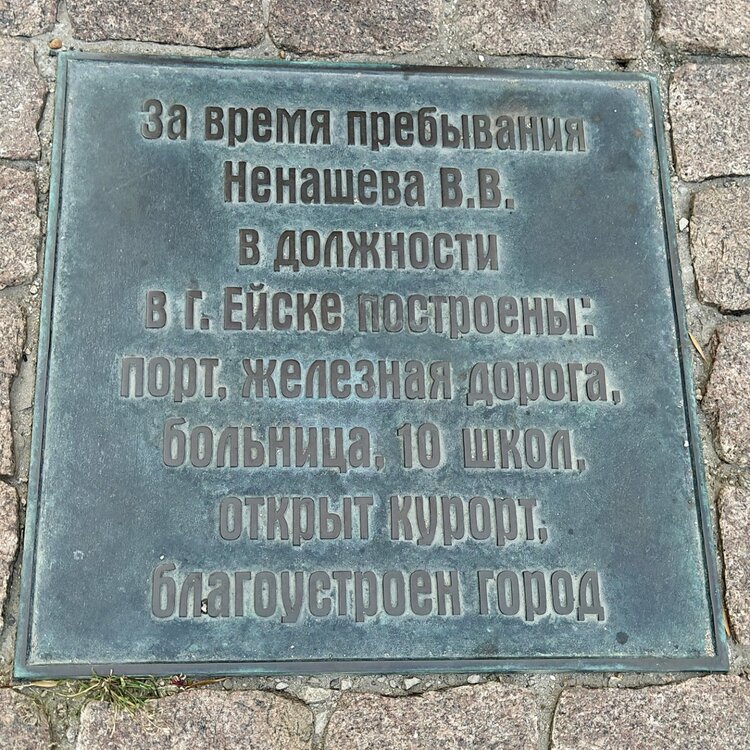 За время пребывания
Ненашева В.В.
в должности
в г. Ейске построены:
порт, железная дорога,
больница, 10 школ,
открыт курорт,
благоустроен город